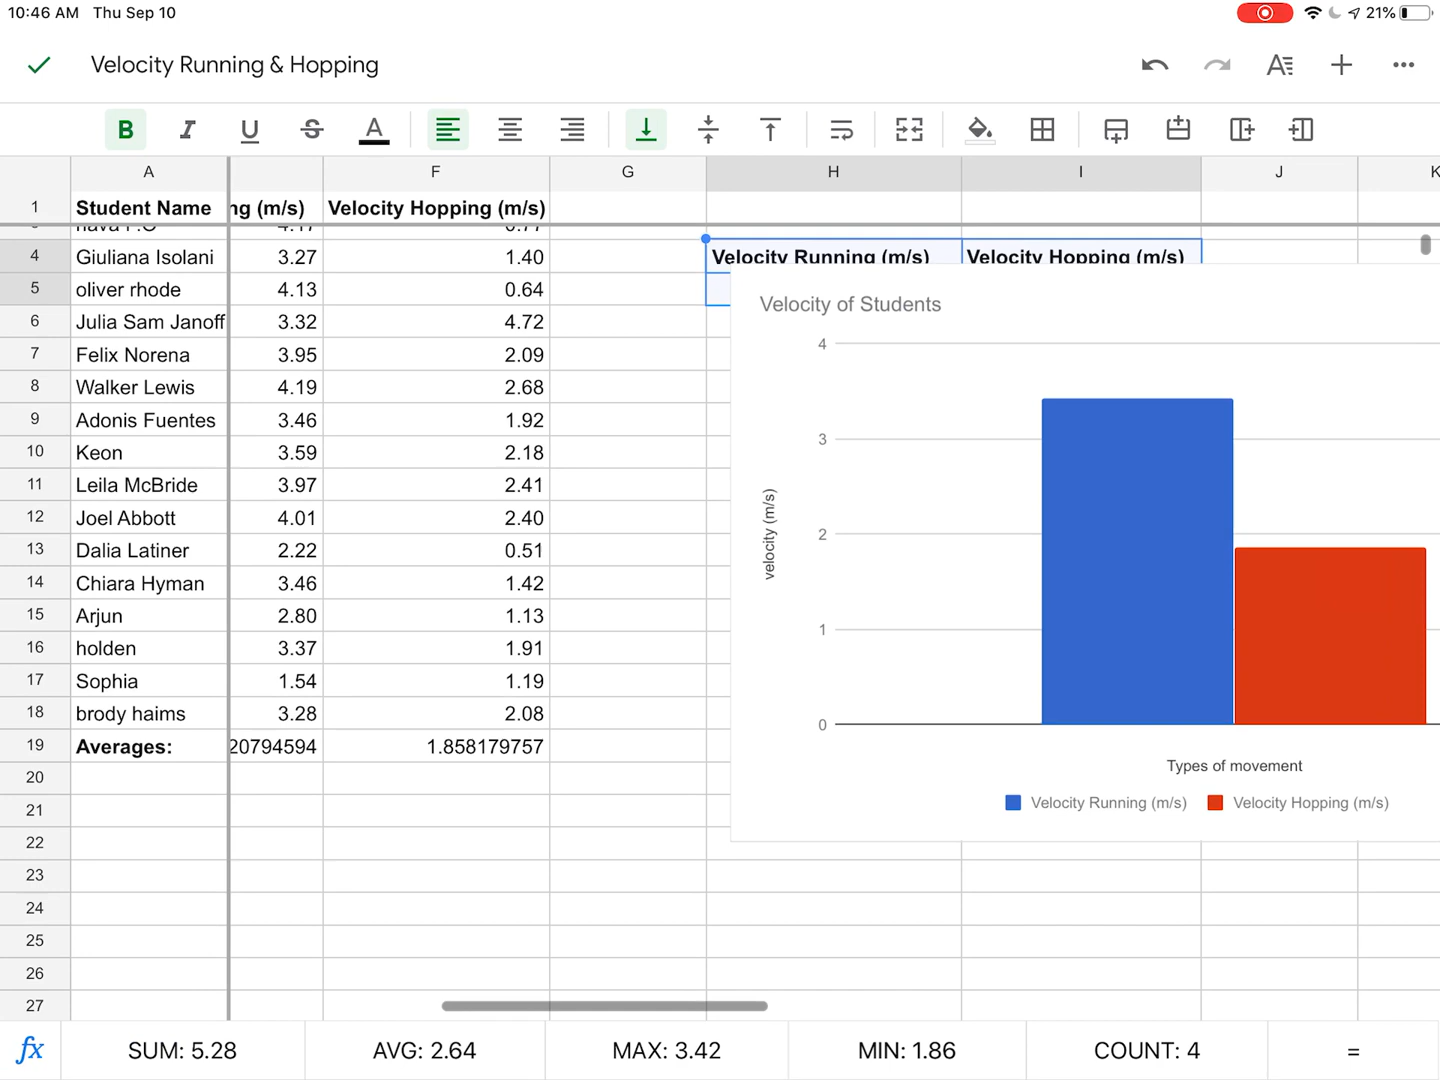 10:46 AM Thu Sep 10
21%
Velocity Running & Hopping
B I U S A
A F G H I J K
1 Student Name ng (m/s) Velocity Hopping (m/s)
4 Giuliana Isolani 3.27 1.40 Velocity Running (m/s) Velocity Hopping (m/s)
5 oliver rhode 4.13 0.64
6 Julia Sam Janoff 3.32 4.72
7 Felix Norena 3.95 2.09
8 Walker Lewis 4.19 2.68
9 Adonis Fuentes 3.46 1.92
10 Keon 3.59 2.18
11 Leila McBride 3.97 2.41
12 Joel Abbott 4.01 2.40
13 Dalia Latiner 2.22 0.51
14 Chiara Hyman 3.46 1.42
15 Arjun 2.80 1.13
16 holden 3.37 1.91
17 Sophia 1.54 1.19
18 brody haims 3.28 2.08
19 Averages: 20794594 1.858179757
20
21
22
23
24
25
26
27
Velocity of Students
4
3
2
1
0
velocity (m/s)
Types of movement
Velocity Running (m/s) Velocity Hopping (m/s)
fx SUM: 5.28 AVG: 2.64 MAX: 3.42 MIN: 1.86 COUNT: 4 =